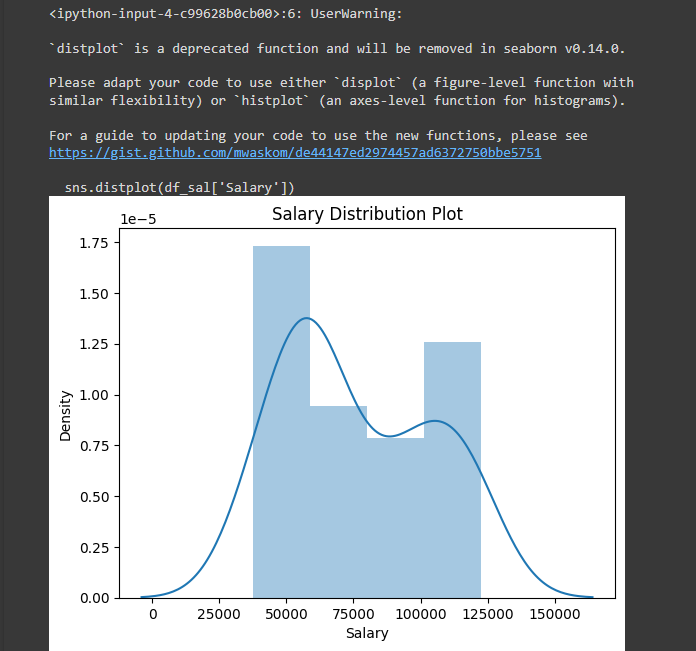 <ipython-input-4-c99628b0cb00>:6: UserWarning:
`distplot` is a deprecated function and will be removed in seaborn v0.14.0.
Please adapt your code to use either `displot` (a figure-level function with
similar flexibility) or `histplot` (an axes-level function for histograms).
For a guide to updating your code to use the new functions, please see
https://gist.github.com/mwaskom/de44147ed2974457ad6372750bbe5751
sns.distplot(df_sal['Salary'])
Salary Distribution Plot
1e−5
1.75
1.50
1.25
1.00
0.75
0.50
0.25
0.00
Density
0 25000 50000 75000 100000 125000 150000
Salary